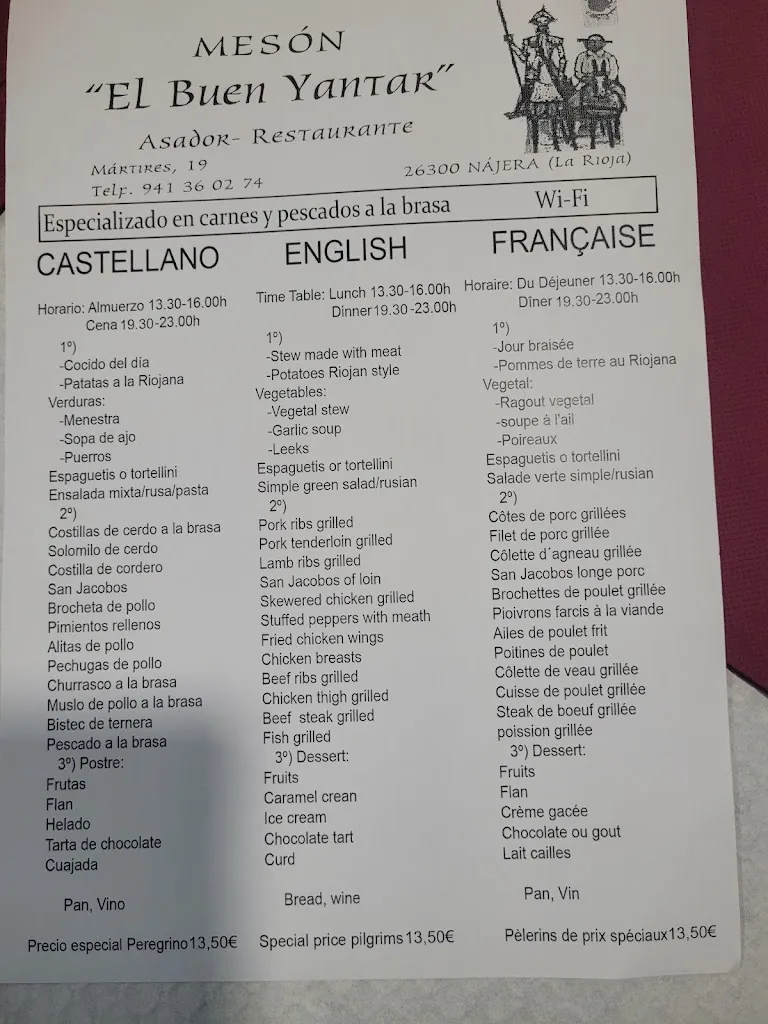 MESÓN
"EL BUEN YANTAR"
ASADOR- RESTAURANTE
MÁRTIRES, 19
TELF. 941 36 02 74
26300 NÁJERA (La Rioja)
Especializado en carnes y pescados a la brasa Wi-Fi
CASTELLANO
Horario: Almuerzo 13.30-16.00h
Cena 19.30-23.00h
1º)
-Cocido del día
-Patatas a la Riojana
Verduras:
-Menestra
-Sopa de ajo
-Puerros
Espaguetis o tortellini
Ensalada mixta/rusa/pasta
2º)
Costillas de cerdo a la brasa
Solomilo de cerdo
Costilla de cordero
San Jacobos
Brocheta de pollo
Pimientos rellenos
Alitas de pollo
Pechugas de pollo
Churrasco a la brasa
Muslo de pollo a la brasa
Bistec de ternera
Pescado a la brasa
3º) Postre:
Frutas
Flan
Helado
Tarta de chocolate
Cuajada
Pan, Vino
Precio especial Peregrino 13,50€
ENGLISH
Time Table: Lunch 13.30-16.00h
Dinner 19.30-23.00h
1º)
-Stew made with meat
-Potatoes Riojan style
Vegetables:
-Vegetal stew
-Garlic soup
-Leeks
Espaguetis or tortellini
Simple green salad/rusian
2º)
Pork ribs grilled
Pork tenderloin grilled
Lamb ribs grilled
San Jacobos of loin
Skewered chicken grilled
Stuffed peppers with meath
Fried chicken wings
Chicken breasts
Beef ribs grilled
Chicken thigh grilled
Beef steak grilled
Fish grilled
3º) Dessert:
Fruits
Caramel crean
Ice cream
Chocolate tart
Curd
Bread, wine
Special price pilgrims 13,50€
FRANÇAISE
Horaire: Du Déjeuner 13.30-16.00h
Dîner 19.30-23.00h
1º)
-Jour braisée
-Pommes de terre au Riojana
Vegetal:
-Ragout vegetal
-soupe à l'ail
-Poireaux
Espaguetis o tortellini
Salade verte simple/rusian
2º)
Côtes de porc grillées
Filet de porc grillée
Côlette d´agneau grillée
San Jacobos longe porc
Brochettes de poulet grillée
Pioivrons farcis à la viande
Ailes de poulet frit
Poitines de poulet
Côlette de veau grillée
Cuisse de poulet grillée
Steak de boeuf grillée
poission grillée
3º) Dessert:
Fruits
Flan
Crème gacée
Chocolate ou gout
Lait cailles
Pan, Vin
Pèlerins de prix spéciaux 13,50€